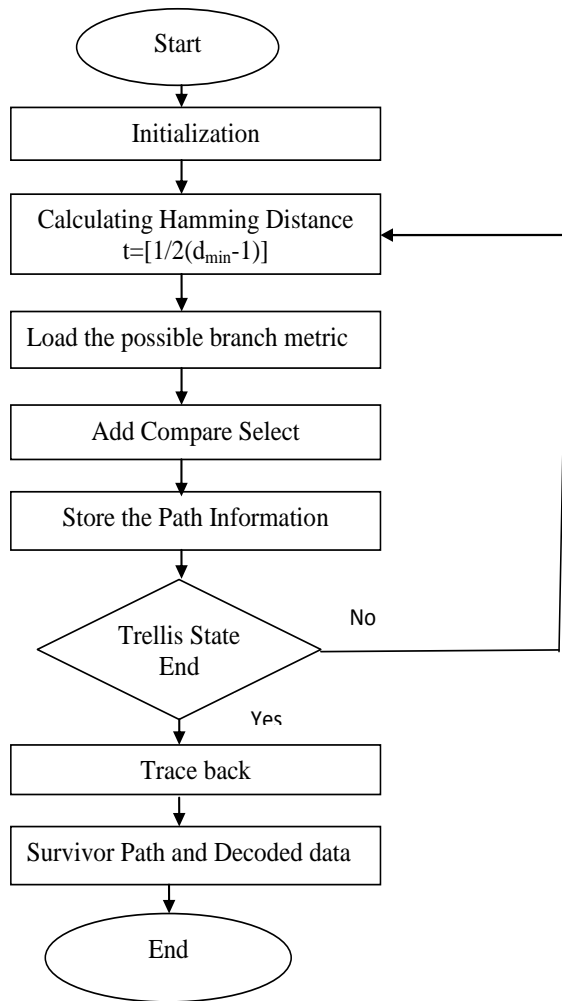 Start
Initialization
Calculating Hamming Distance
t=[1/2(dmin-1)]
Load the possible branch metric
Add Compare Select
Store the Path Information
Trellis State
End
No
Yes
Trace back
Survivor Path and Decoded data
End